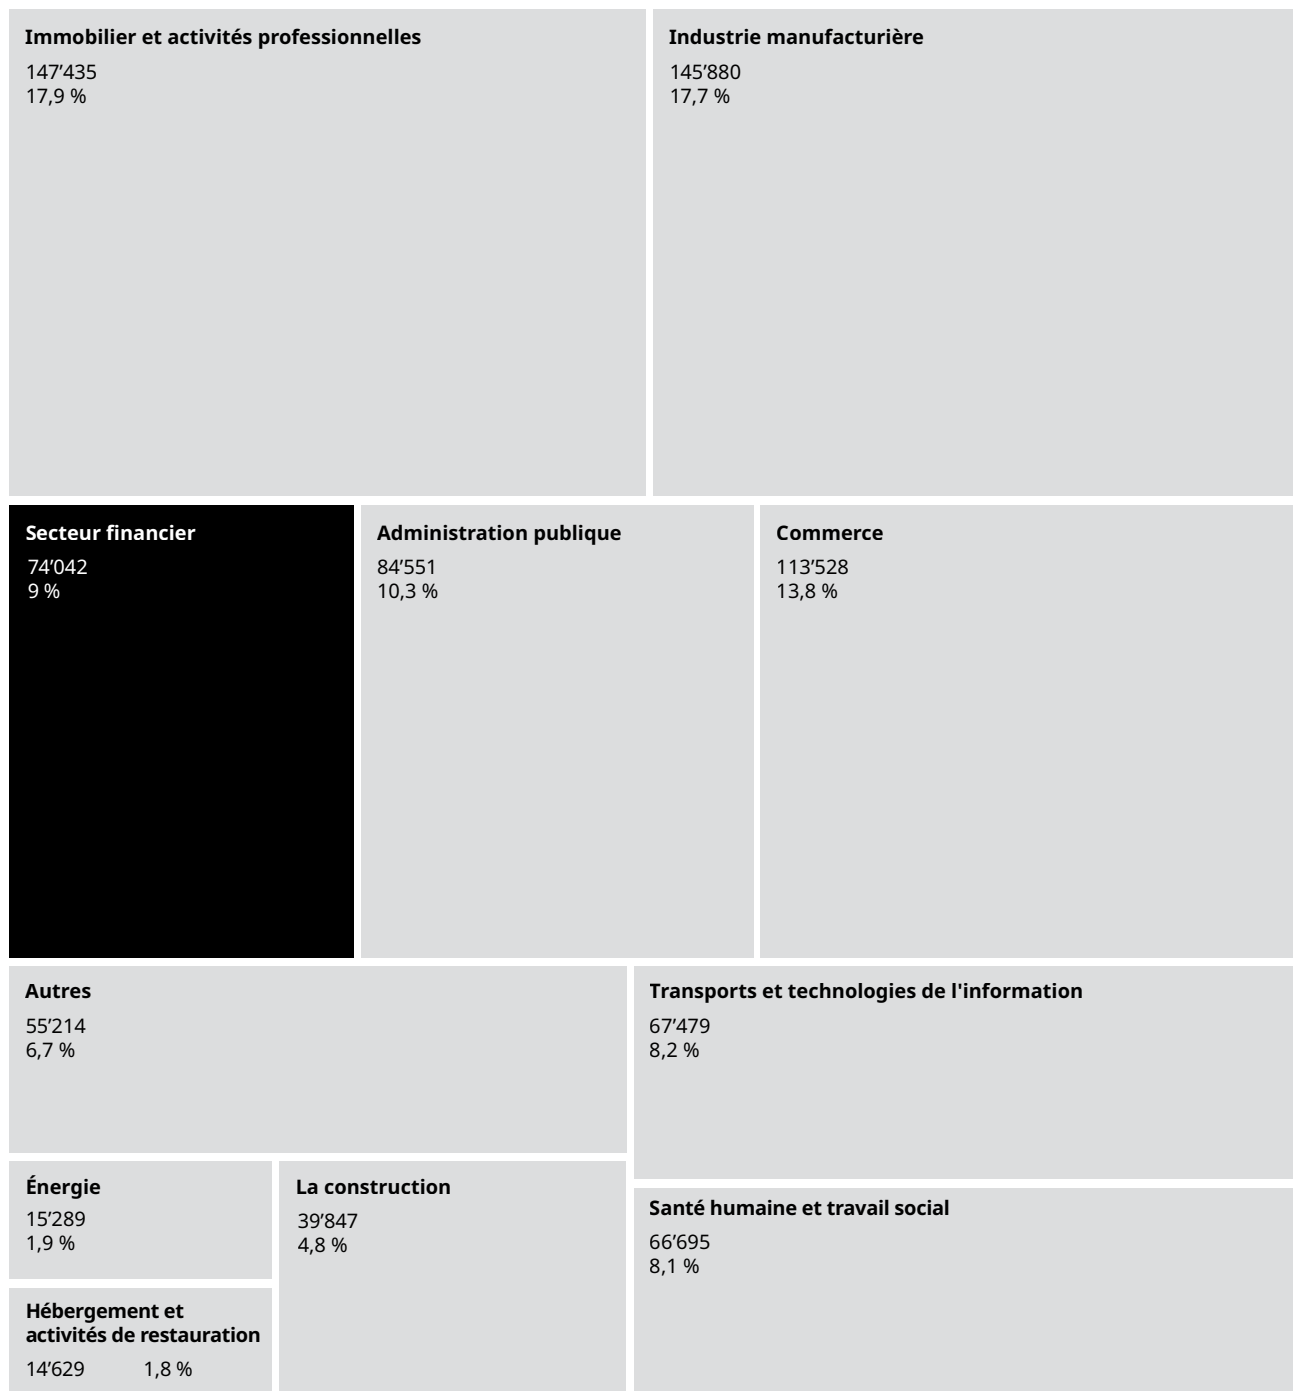 Immobilier et activités professionnelles
147’435
17,9 %
Industrie manufacturière
145’880
17,7 %
Secteur financier
74’042
9 %
Administration publique
84’551
10,3 %
Commerce
113’528
13,8 %
Autres
55’214
6,7 %
Transports et technologies de l'information
67’479
8,2 %
Énergie
15’289
1,9 %
La construction
39’847
4,8 %
Santé humaine et travail social
66’695
8,1 %
Hébergement et
activités de restauration
14’629 1,8 %